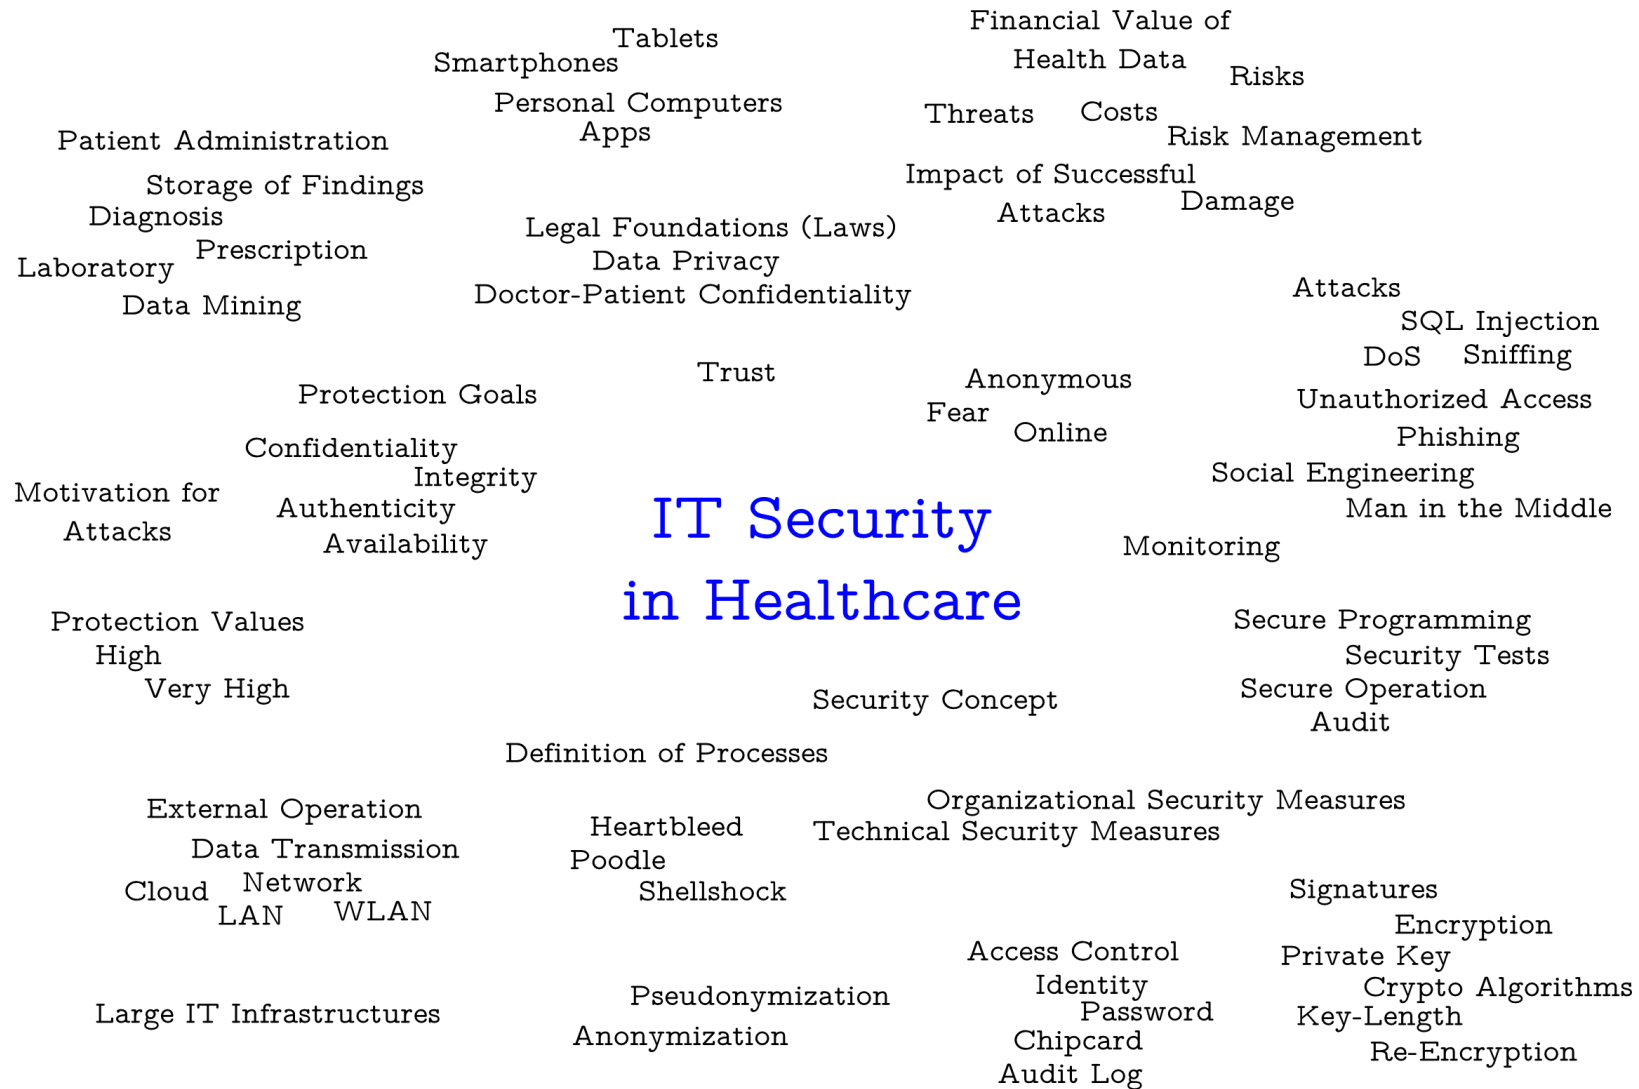 Tablets
Smartphones
Personal Computers
Apps
Financial Value of
Health Data
Risks
Threats
Costs
Risk Management
Impact of Successful
Attacks
Damage
Patient Administration
Storage of Findings
Diagnosis
Prescription
Laboratory
Data Mining
Legal Foundations (Laws)
Data Privacy
Doctor-Patient Confidentiality
Attacks
SQL Injection
DoS
Sniffing
Unauthorized Access
Phishing
Social Engineering
Man in the Middle
Monitoring
Trust
Anonymous
Fear
Online
Protection Goals
Confidentiality
Integrity
Authenticity
Availability
Motivation for
Attacks
IT Security
in Healthcare
Protection Values
High
Very High
Secure Programming
Security Tests
Secure Operation
Audit
Security Concept
Definition of Processes
Organizational Security Measures
Technical Security Measures
External Operation
Data Transmission
Network
Cloud
LAN
WLAN
Heartbleed
Poodle
Shellshock
Signatures
Encryption
Private Key
Crypto Algorithms
Key-Length
Re-Encryption
Access Control
Identity
Password
Chipcard
Audit Log
Pseudonymization
Anonymization
Large IT Infrastructures